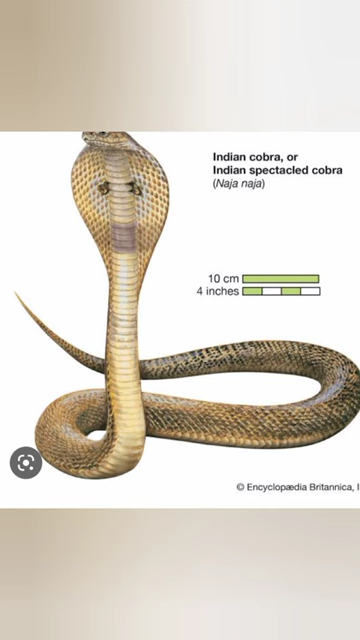 Indian cobra, or
Indian spectacled cobra
(Naja naja)
10 cm
4 inches
© Encyclopædia Britannica, I